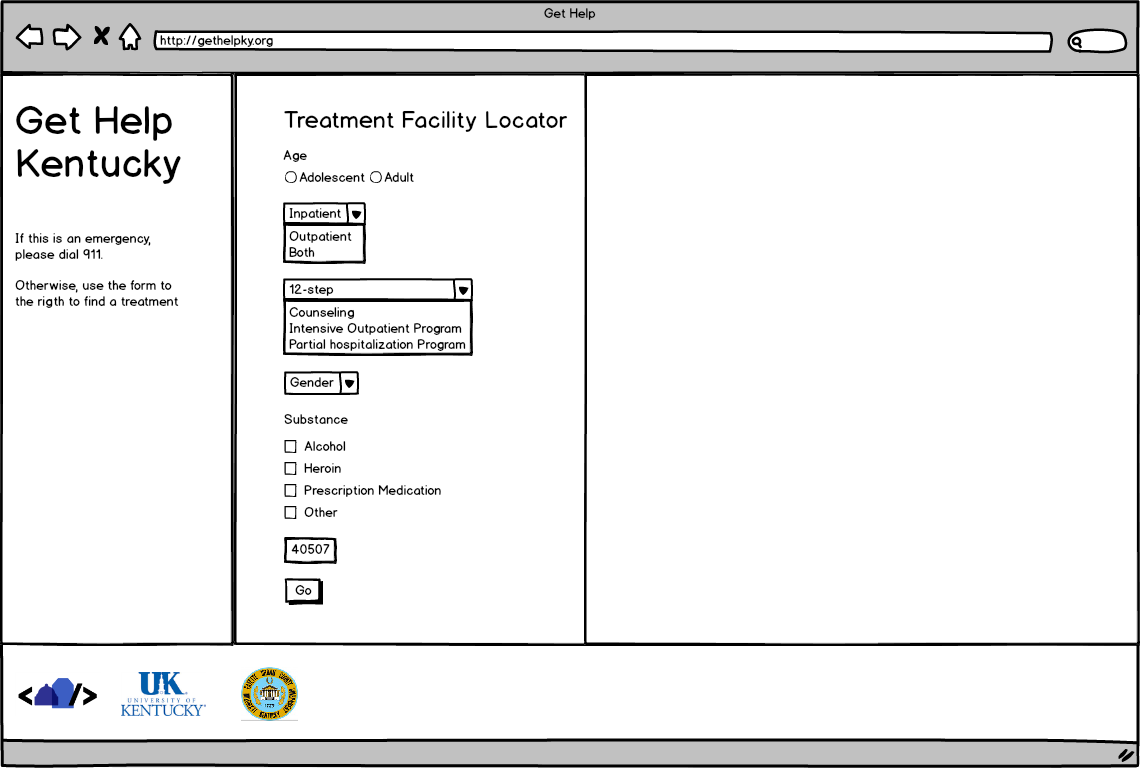 Get Help
http://gethelpky.org
Get Help
Kentucky
If this is an emergency,
please dial 911.
Otherwise, use the form to
the rigth to find a treatment
Treatment Facility Locator
Age
Adolescent Adult
Inpatient
Outpatient
Both
12-step
Counseling
Intensive Outpatient Program
Partial hospitalization Program
Gender
Substance
Alcohol
Heroin
Prescription Medication
Other
40507
Go
</>
UK
UNIVERSITY OF
KENTUCKY